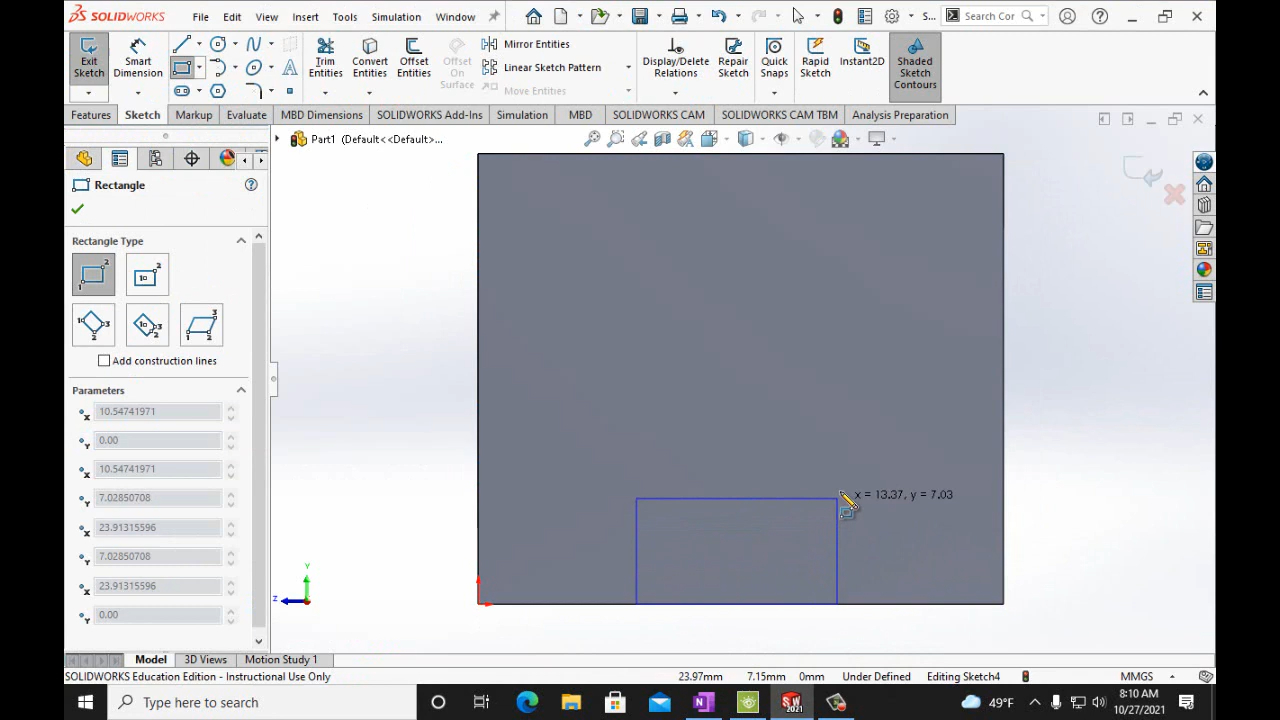 SOLIDWORKS File Edit View Insert Tools Simulation Window S... Search Cor
Exit Sketch
Smart Dimension
Trim Entities
Convert Entities
Offset Entities
Offset On Surface
Mirror Entities
Linear Sketch Pattern
Move Entities
Display/Delete Relations
Repair Sketch
Quick Snaps
Rapid Sketch
Instant2D
Shaded Sketch Contours
Features Sketch Markup Evaluate MBD Dimensions SOLIDWORKS Add-Ins Simulation MBD SOLIDWORKS CAM SOLIDWORKS CAM TBM Analysis Preparation
Part1 (Default<<Default>...
Rectangle
Rectangle Type
Add construction lines
Parameters
10.54741971
0.00
10.54741971
7.02850708
23.91315596
7.02850708
23.91315596
0.00
x = 13.37, y = 7.03
Y
Z
Model 3D Views Motion Study 1
SOLIDWORKS Education Edition - Instructional Use Only 23.97mm 7.15mm 0mm Under Defined Editing Sketch4 MMGS
Type here to search
49°F
8:10 AM
10/27/2021